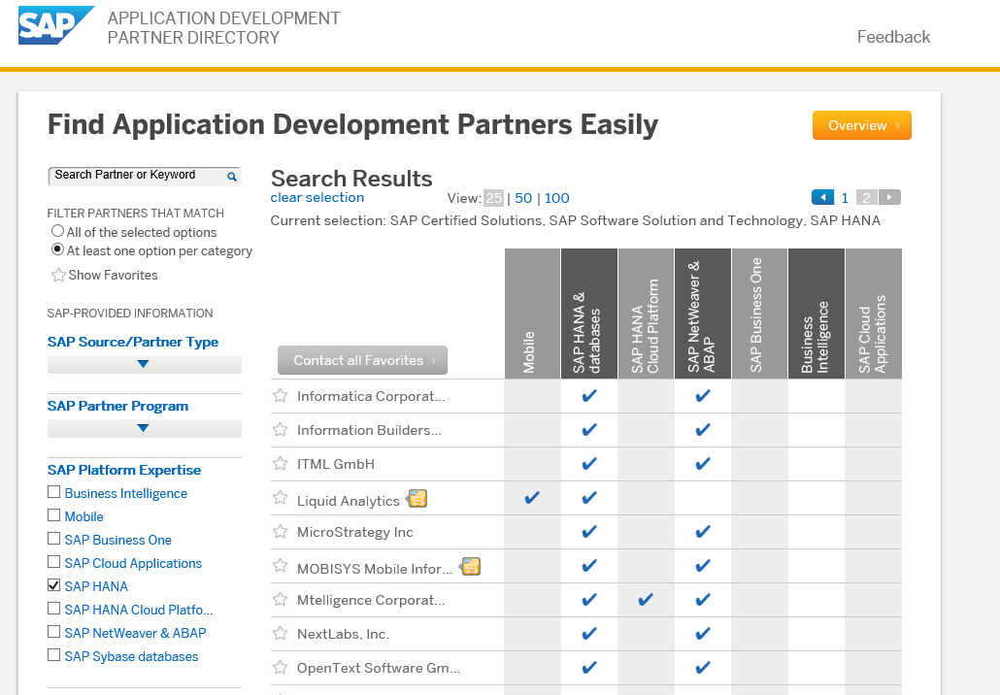 SAP
APPLICATION DEVELOPMENT
PARTNER DIRECTORY
Feedback
Find Application Development Partners Easily
Overview ›
Search Partner or Keyword
FILTER PARTNERS THAT MATCH
All of the selected options
At least one option per category
Show Favorites
SAP-PROVIDED INFORMATION
SAP Source/Partner Type
SAP Partner Program
SAP Platform Expertise
Business Intelligence
Mobile
SAP Business One
SAP Cloud Applications
SAP HANA
SAP HANA Cloud Platfo...
SAP NetWeaver & ABAP
SAP Sybase databases
Search Results
clear selection
View: 25 | 50 | 100
1 2
Current selection: SAP Certified Solutions, SAP Software Solution and Technology, SAP HANA
Contact all Favorites ›
Mobile
SAP HANA &
databases
SAP HANA
Cloud Platform
SAP NetWeaver &
ABAP
SAP Business One
Business
Intelligence
SAP Cloud
Applications
Informatica Corporat...
Information Builders...
ITML GmbH
Liquid Analytics
MicroStrategy Inc
MOBISYS Mobile Infor...
Mtelligence Corporat...
NextLabs, Inc.
OpenText Software Gm...